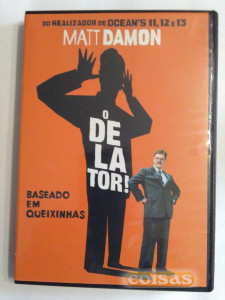 DO REALIZADOR DE OCEAN'S 11, 12 E 13
MATT DAMON
O
DE
LA
TOR!
BASEADO
EM
QUEIXINHAS
coisas